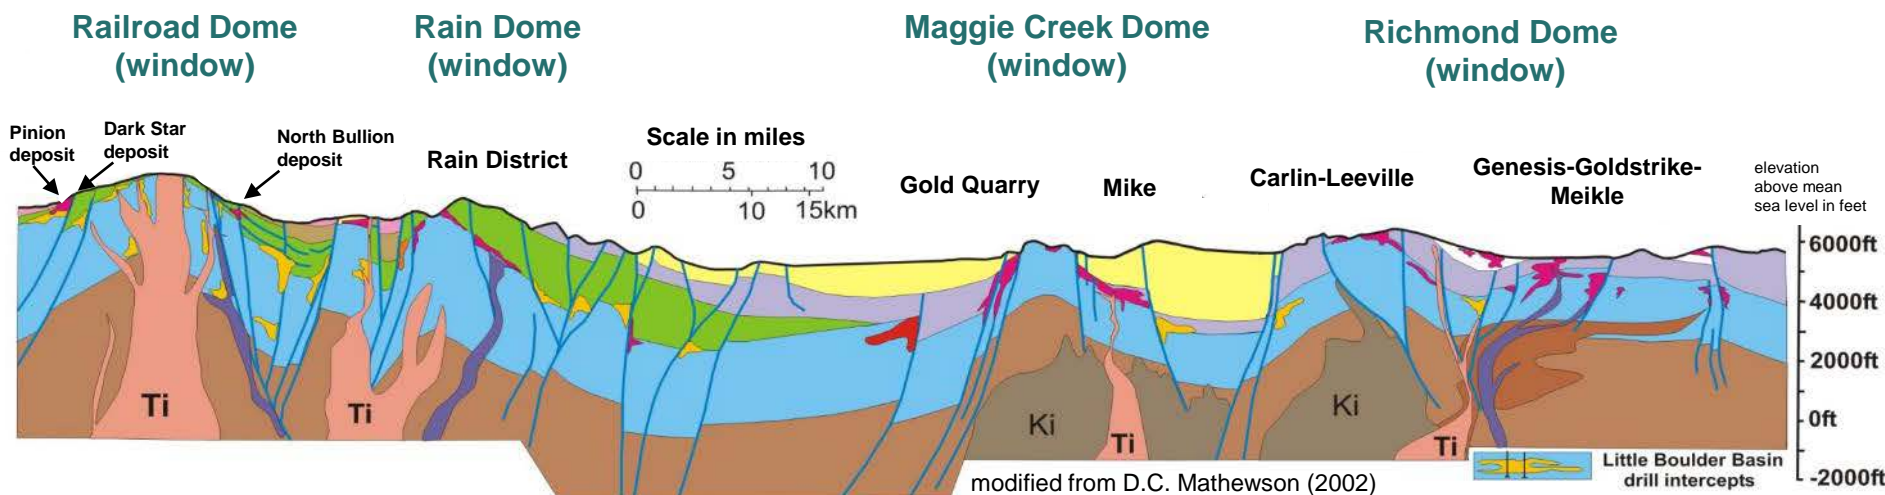 Railroad Dome
(window)
Rain Dome
(window)
Maggie Creek Dome
(window)
Richmond Dome
(window)
Pinion
deposit
Dark Star
deposit
North Bullion
deposit
Rain District
Scale in miles
0 5 10
0 10 15km
Gold Quarry
Mike
Carlin-Leeville
Genesis-Goldstrike-
Meikle
elevation
above mean
sea level in feet
6000ft
4000ft
2000ft
0ft
-2000ft
Ti
Ti
Ki
Ti
Ki
Ti
Little Boulder Basin
drill intercepts
modified from D.C. Mathewson (2002)